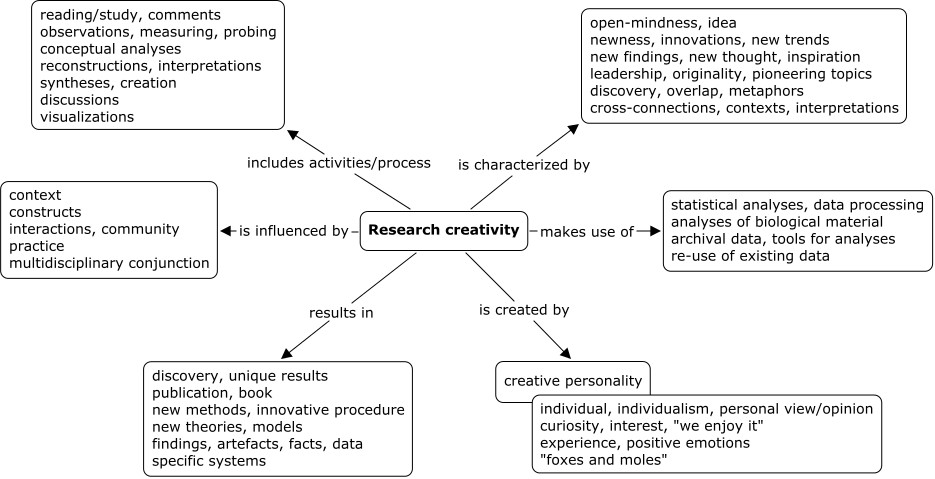 reading/study, comments
observations, measuring, probing
conceptual analyses
reconstructions, interpretations
syntheses, creation
discussions
visualizations
open-mindness, idea
newness, innovations, new trends
new findings, new thought, inspiration
leadership, originality, pioneering topics
discovery, overlap, metaphors
cross-connections, contexts, interpretations
includes activities/process
is characterized by
context
constructs
interactions, community
practice
multidisciplinary conjunction
is influenced by
Research creativity
makes use of
statistical analyses, data processing
analyses of biological material
archival data, tools for analyses
re-use of existing data
results in
is created by
discovery, unique results
publication, book
new methods, innovative procedure
new theories, models
findings, artefacts, facts, data
specific systems
creative personality
individual, individualism, personal view/opinion
curiosity, interest, "we enjoy it"
experience, positive emotions
"foxes and moles"